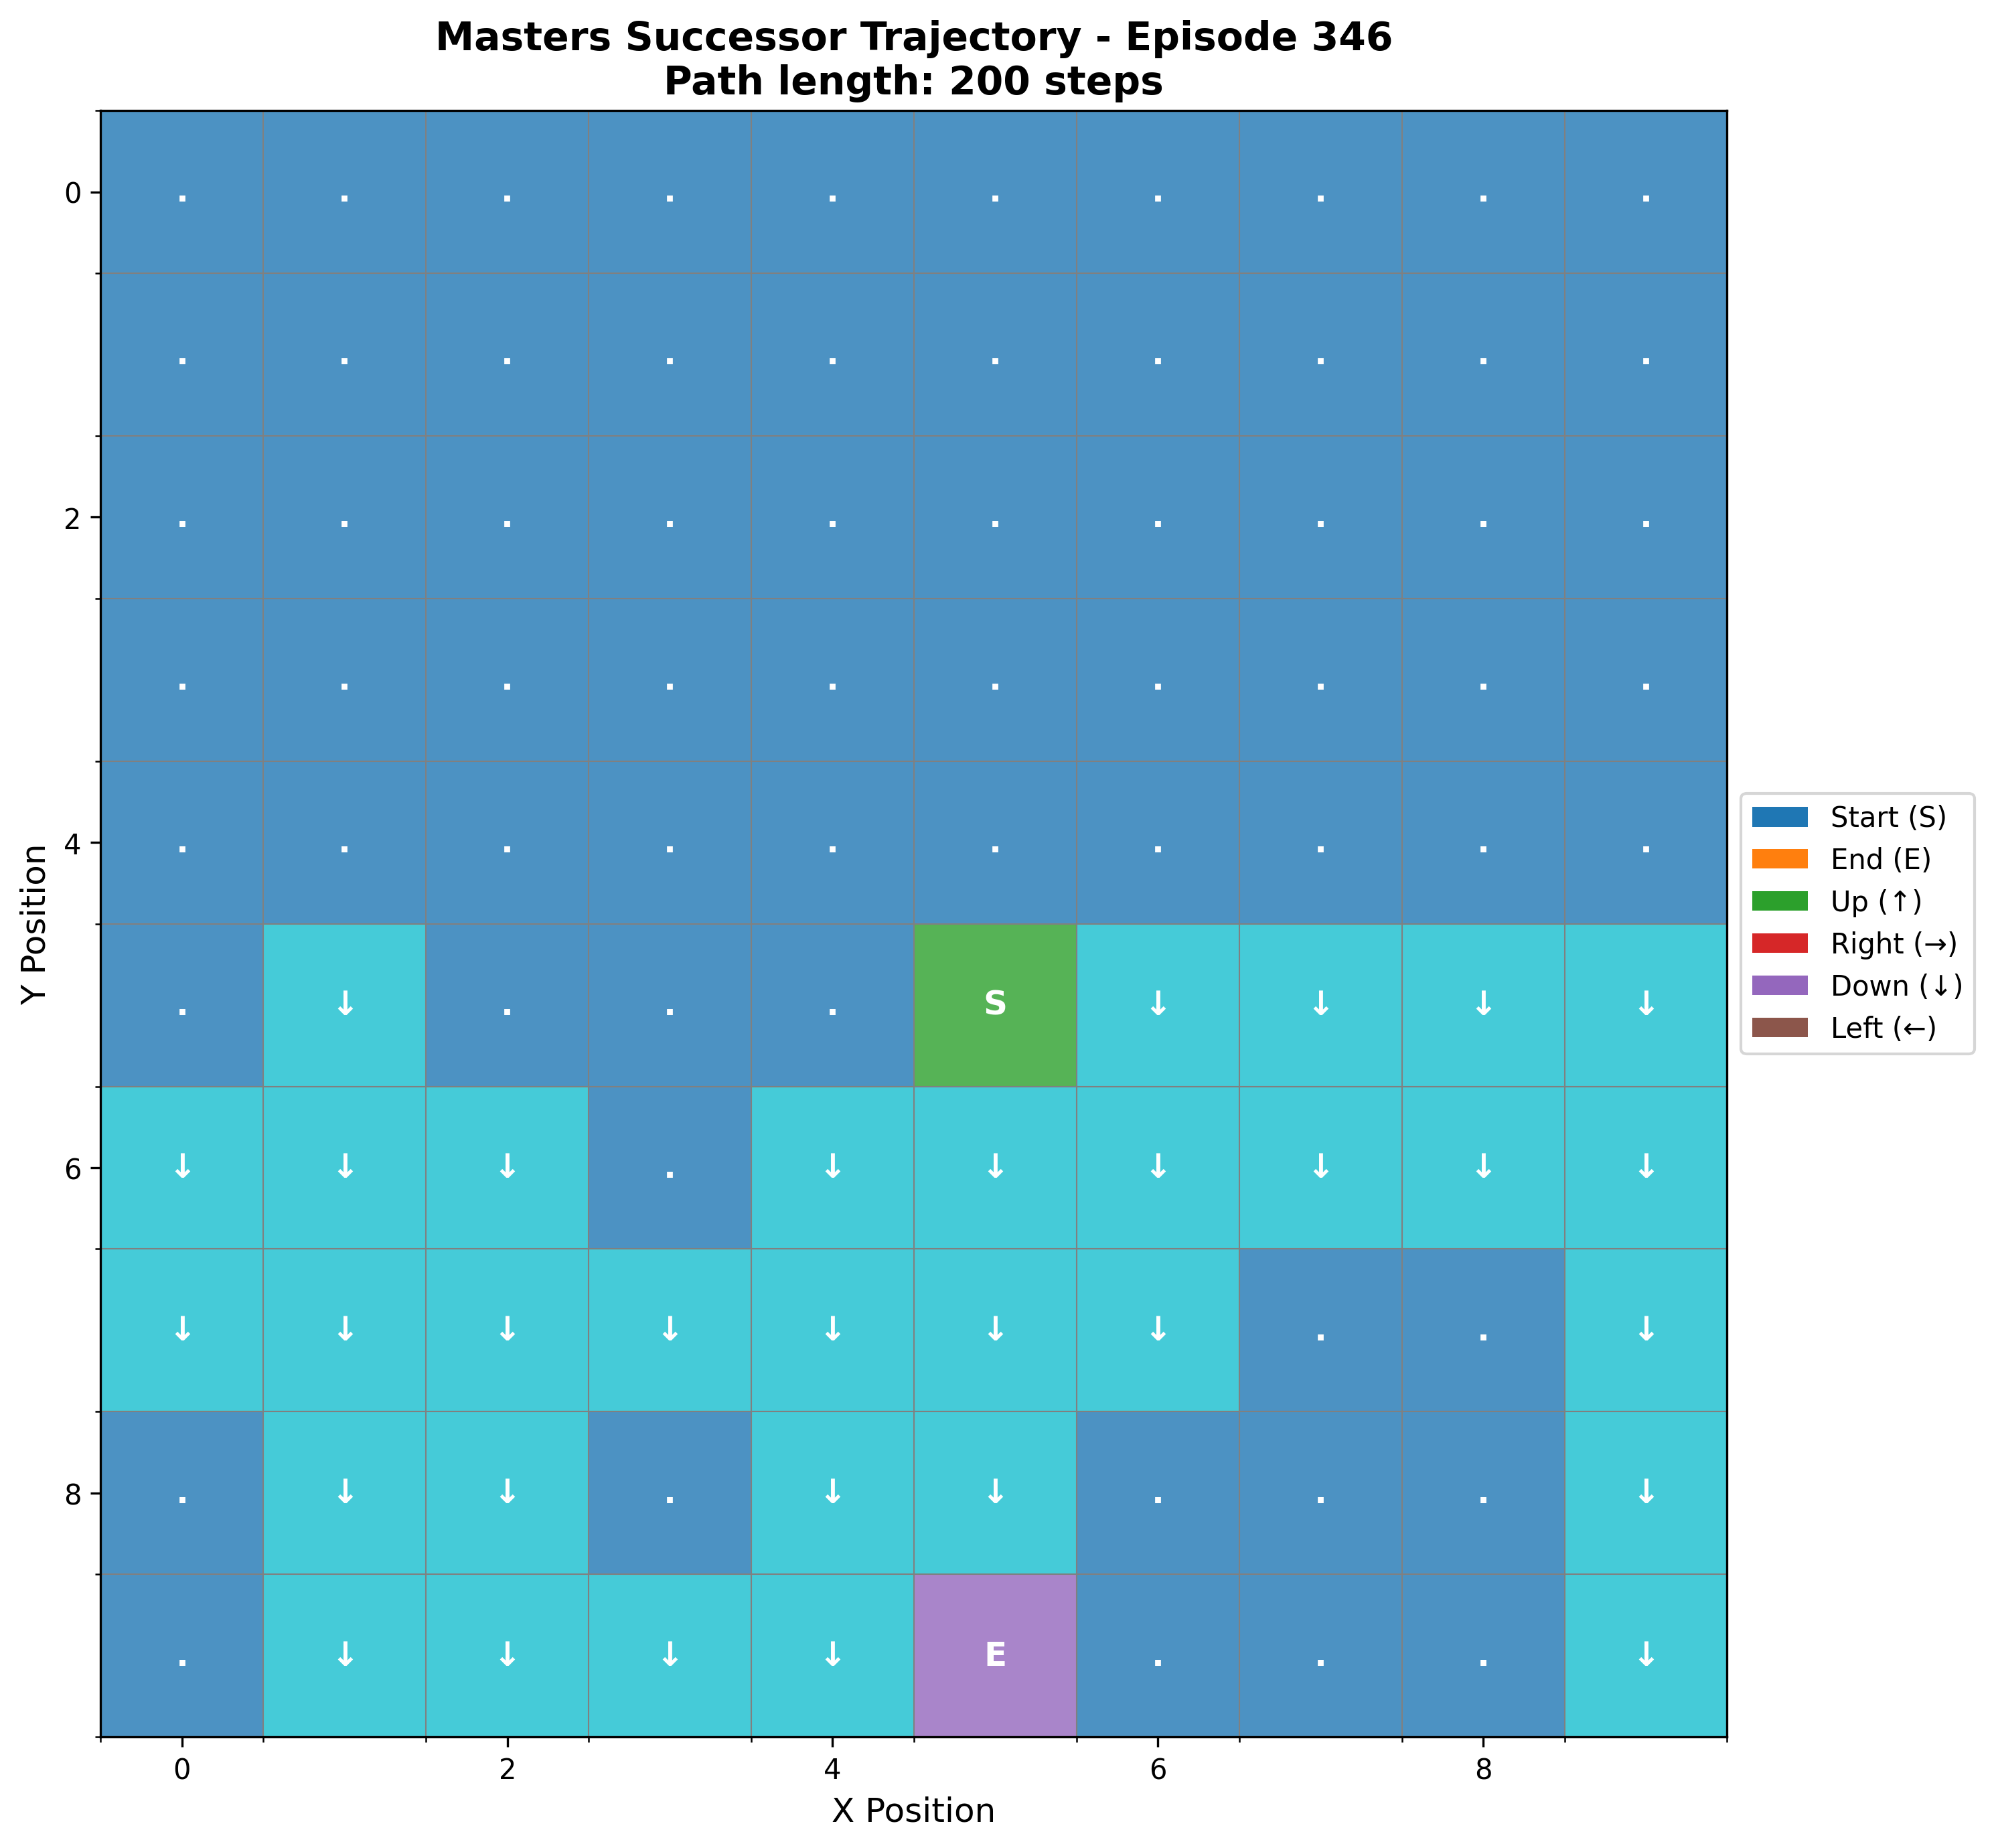 Masters Successor Trajectory - Episode 346
Path length: 200 steps
0 . . . . . . . . . .
. . . . . . . . . .
2 . . . . . . . . . .
. . . . . . . . . .
4 . . . . . . . . . .
. ↓ . . . S ↓ ↓ ↓ ↓
6 ↓ ↓ ↓ . ↓ ↓ ↓ ↓ ↓ ↓
↓ ↓ ↓ ↓ ↓ ↓ ↓ . . ↓
8 . ↓ ↓ . ↓ ↓ . . . ↓
. ↓ ↓ ↓ ↓ E . . . ↓
0 2 4 6 8
X Position
Y Position
Start (S)
End (E)
Up (↑)
Right (→)
Down (↓)
Left (←)